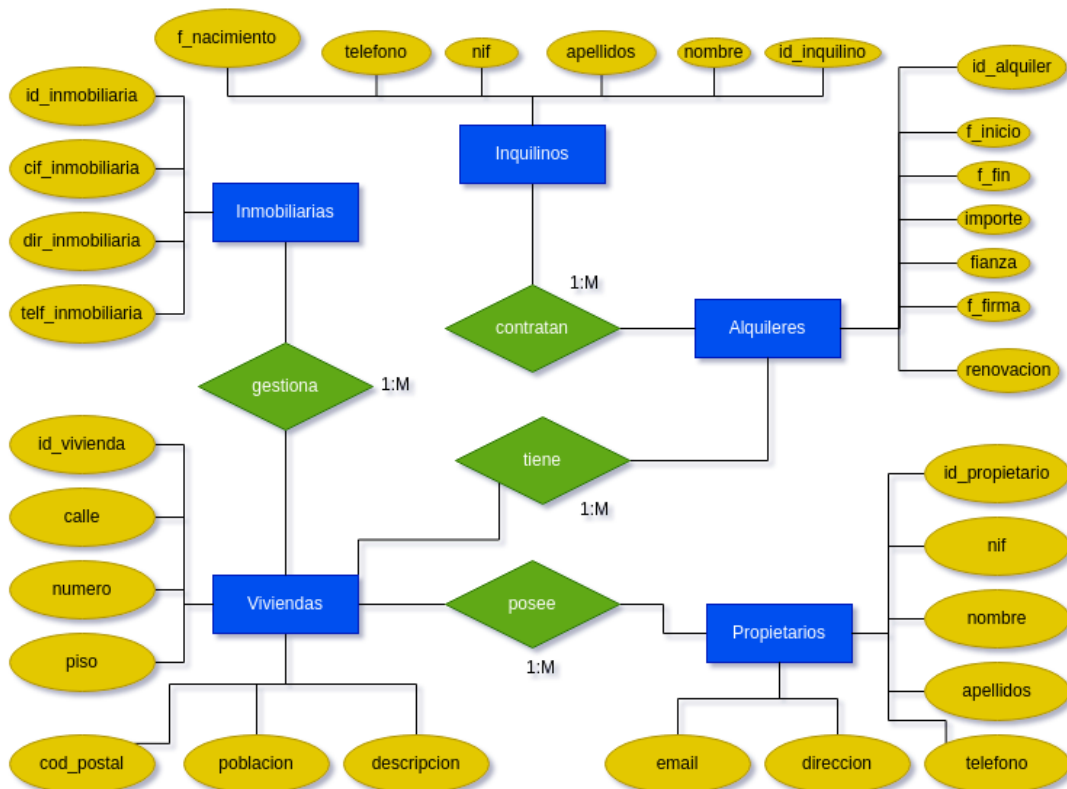 f_nacimiento
telefono
nif
apellidos
nombre
id_inquilino
id_alquiler
id_inmobiliaria
f_inicio
Inquilinos
cif_inmobiliaria
f_fin
Inmobiliarias
importe
dir_inmobiliaria
fianza
1:M
f_firma
telf_inmobiliaria
contratan
Alquileres
renovacion
gestiona
1:M
id_vivienda
tiene
id_propietario
calle
1:M
nif
numero
Viviendas
posee
nombre
Propietarios
piso
1:M
apellidos
cod_postal
poblacion
descripcion
email
direccion
telefono